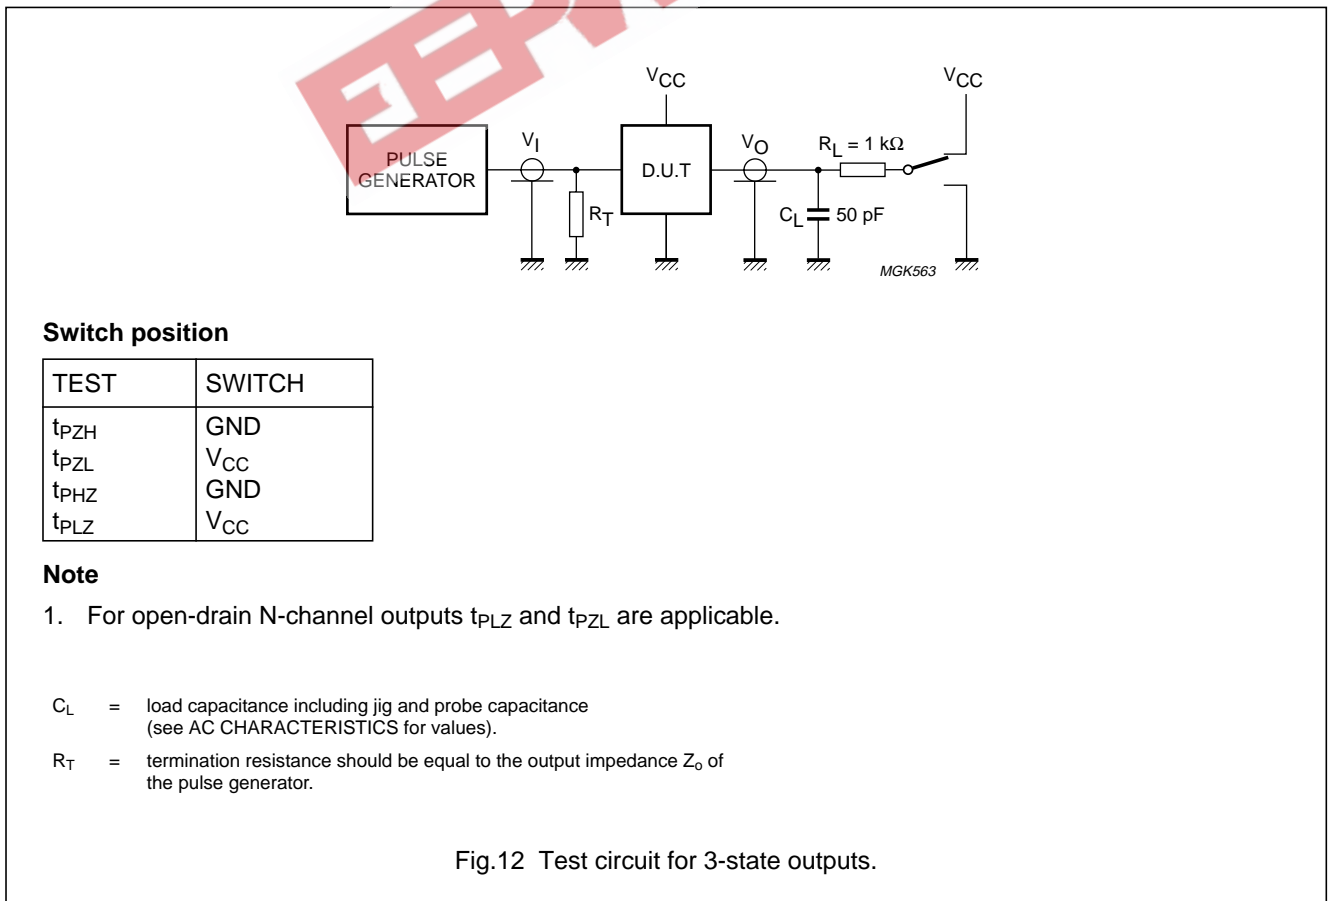 EEPW
VCC
VCC
PULSE GENERATOR
VI
RT
D.U.T
VO
RL = 1 kΩ
CL
50 pF
MGK563
Switch position
TEST SWITCH
tPZH GND
tPZL VCC
tPHZ GND
tPLZ VCC
Note
1. For open-drain N-channel outputs tPLZ and tPZL are applicable.
CL = load capacitance including jig and probe capacitance
(see AC CHARACTERISTICS for values).
RT = termination resistance should be equal to the output impedance Zo of
the pulse generator.
Fig.12 Test circuit for 3-state outputs.